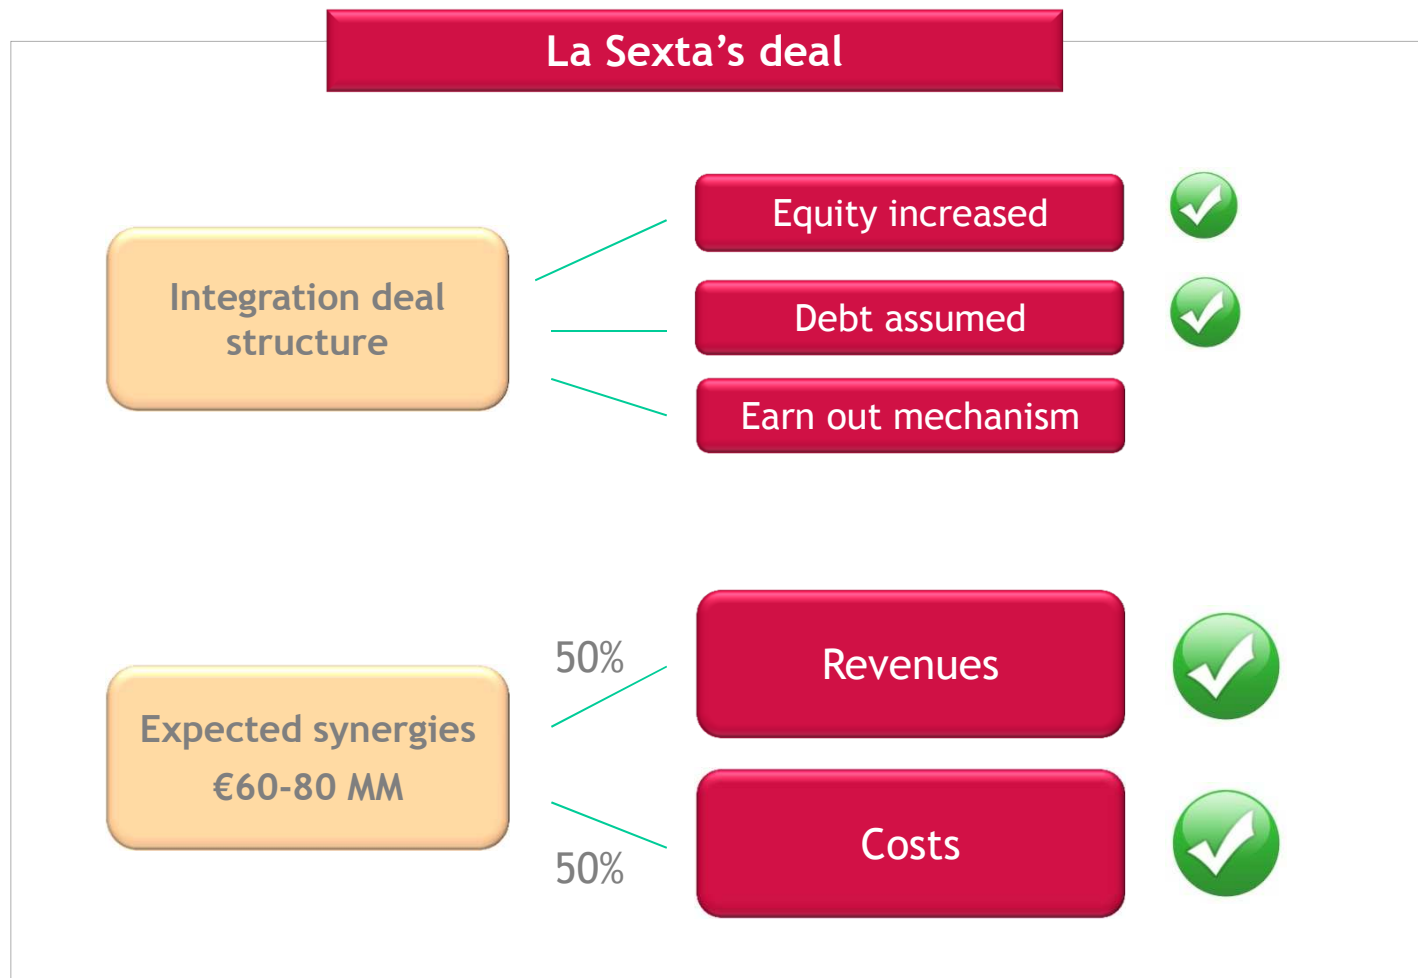 La Sexta’s deal
Integration deal
structure
Equity increased
Debt assumed
Earn out mechanism
Expected synergies
€60-80 MM
50%
Revenues
50%
Costs